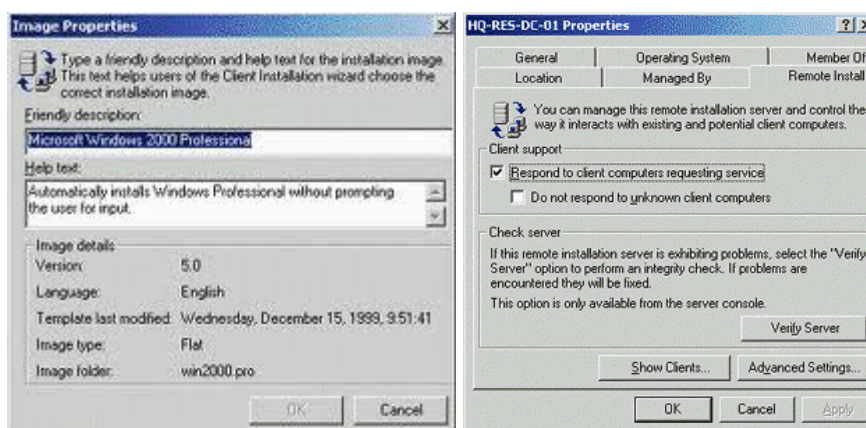 Image Properties
Type a friendly description and help text for the installation image.
This text helps users of the Client Installation wizard choose the
correct installation image.
Friendly description:
Microsoft Windows 2000 Professional
Help text:
Automatically installs Windows Professional without prompting
the user for input.
Image details
Version: 5.0
Language: English
Template last modified: Wednesday, December 15, 1999, 9:51:41
Image type: Flat
Image folder: win2000.pro
OK Cancel
HQ-RES-DC-01 Properties
General Operating System Member Of
Location Managed By Remote Install
You can manage this remote installation server and control the
way it interacts with existing and potential client computers.
Client support
Respond to client computers requesting service
Do not respond to unknown client computers
Check server
If this remote installation server is exhibiting problems, select the "Verify
Server" option to perform an integrity check. If problems are
encountered they will be fixed.
This option is only available from the server console.
Verify Server
Show Clients... Advanced Settings...
OK Cancel Apply